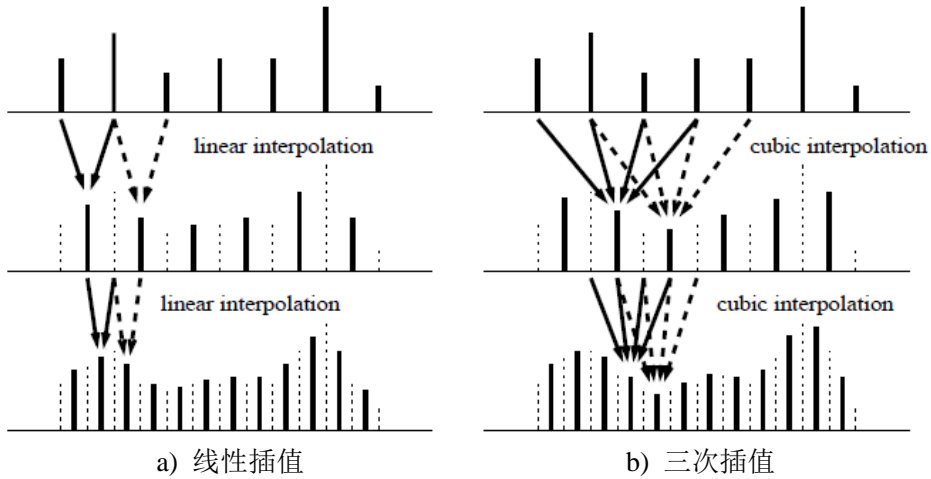 linear interpolation
cubic interpolation
linear interpolation
cubic interpolation
a) 线性插值
b) 三次插值